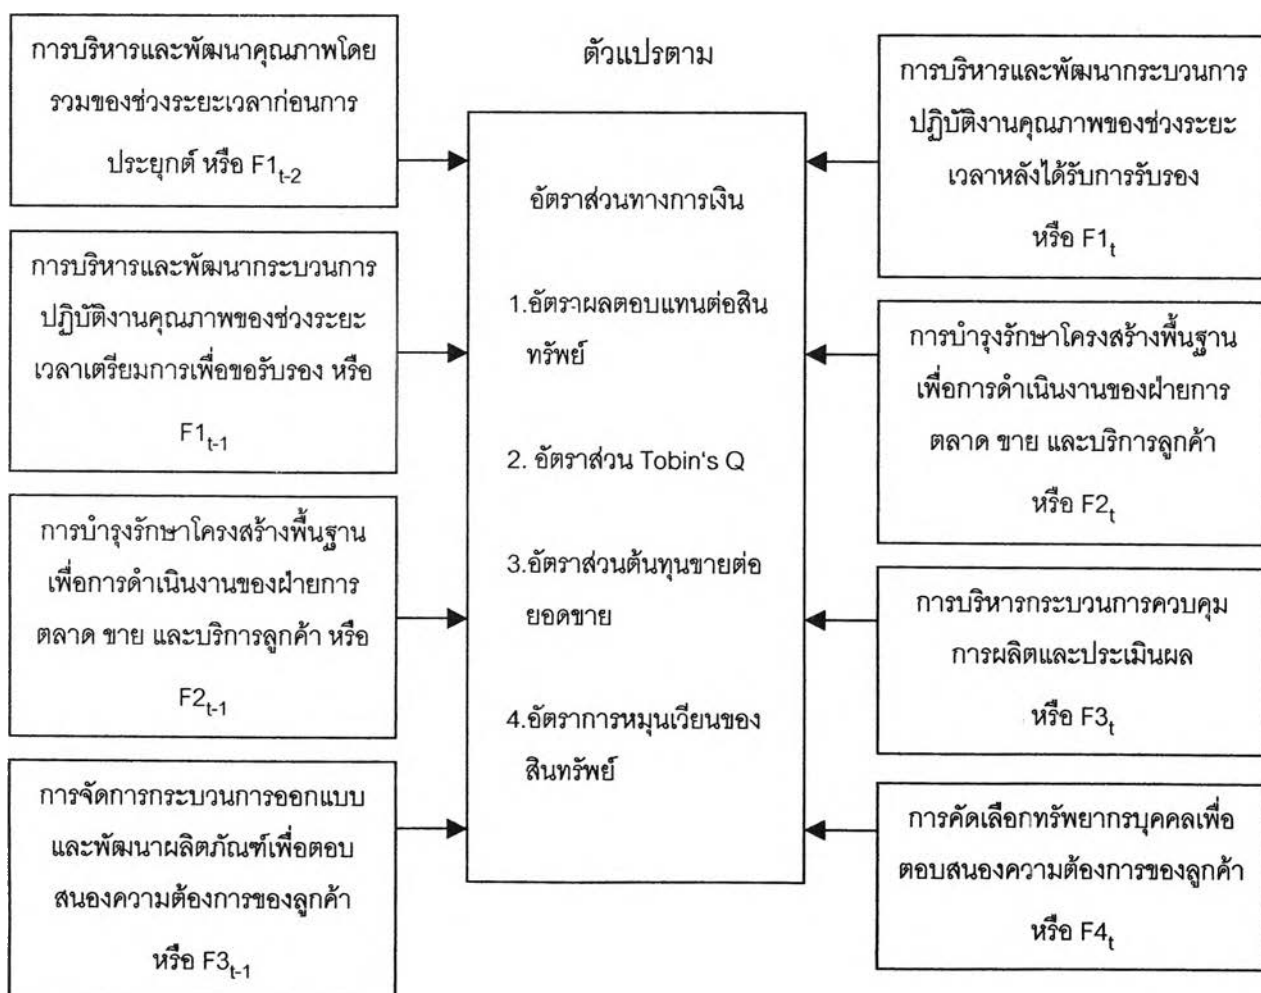 การบริหารและพัฒนาคุณภาพโดย
รวมของช่วงระยะเวลาก่อนการ
ประยุกต์ หรือ F1t-2
การบริหารและพัฒนากระบวนการ
ปฏิบัติงานคุณภาพของช่วงระยะ
เวลาเตรียมการเพื่อขอรับรอง หรือ
F1t-1
การบำรุงรักษาโครงสร้างพื้นฐาน
เพื่อการดำเนินงานของฝ่ายการ
ตลาด ขาย และบริการลูกค้า หรือ
F2t-1
การจัดการกระบวนการออกแบบ
และพัฒนาผลิตภัณฑ์เพื่อตอบ
สนองความต้องการของลูกค้า
หรือ F3t-1
ตัวแปรตาม
อัตราส่วนทางการเงิน
1.อัตราผลตอบแทนต่อสิน
ทรัพย์
2. อัตราส่วน Tobin's Q
3.อัตราส่วนต้นทุนขายต่อ
ยอดขาย
4.อัตราการหมุนเวียนของ
สินทรัพย์
การบริหารและพัฒนากระบวนการ
ปฏิบัติงานคุณภาพของช่วงระยะ
เวลาหลังได้รับการรับรอง
หรือ F1t
การบำรุงรักษาโครงสร้างพื้นฐาน
เพื่อการดำเนินงานของฝ่ายการ
ตลาด ขาย และบริการลูกค้า
หรือ F2t
การบริหารกระบวนการควบคุม
การผลิตและประเมินผล
หรือ F3t
การคัดเลือกทรัพยากรบุคคลเพื่อ
ตอบสนองความต้องการของลูกค้า
หรือ F4t